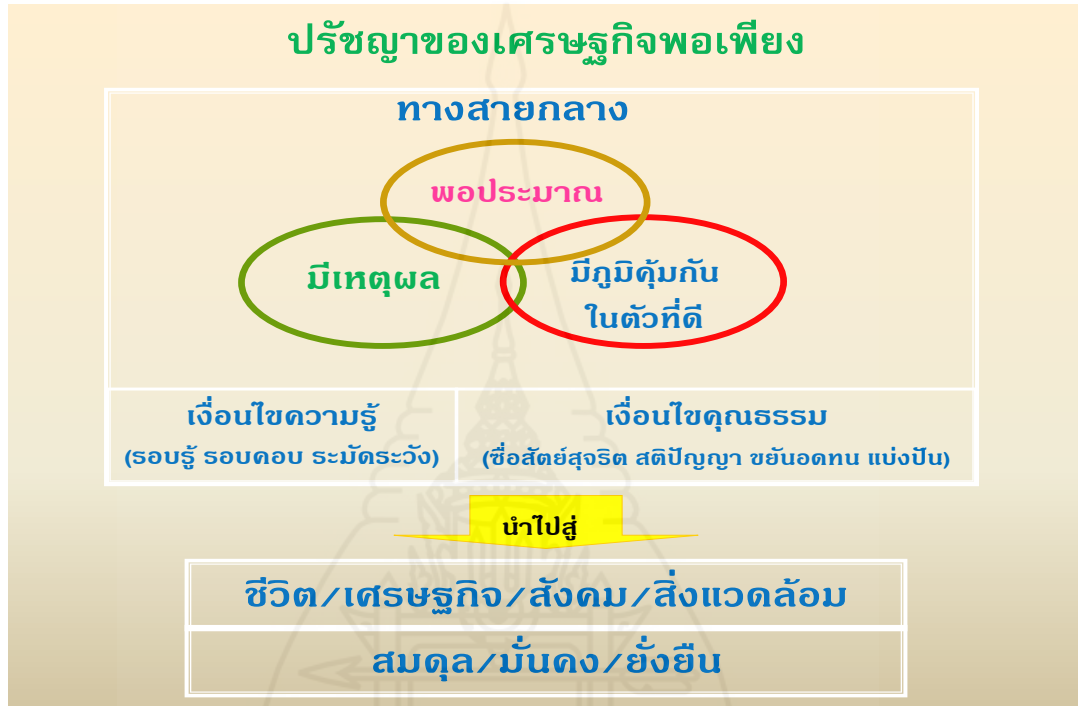 ปรัชญาของเศรษฐกิจพอเพียง
ทางสายกลาง
พอประมาณ
มีเหตุผล
มีภูมิคุ้มกัน
ในตัวที่ดี
เงื่อนไขความรู้
(รอบรู้ รอบคอบ ระมัดระวัง)
เงื่อนไขคุณธรรม
(ซื่อสัตย์สุจริต สติปัญญา ขยันอดทน แบ่งปัน)
นำไปสู่
ชีวิต/เศรษฐกิจ/สังคม/สิ่งแวดล้อม
สมดุล/มั่นคง/ยั่งยืน